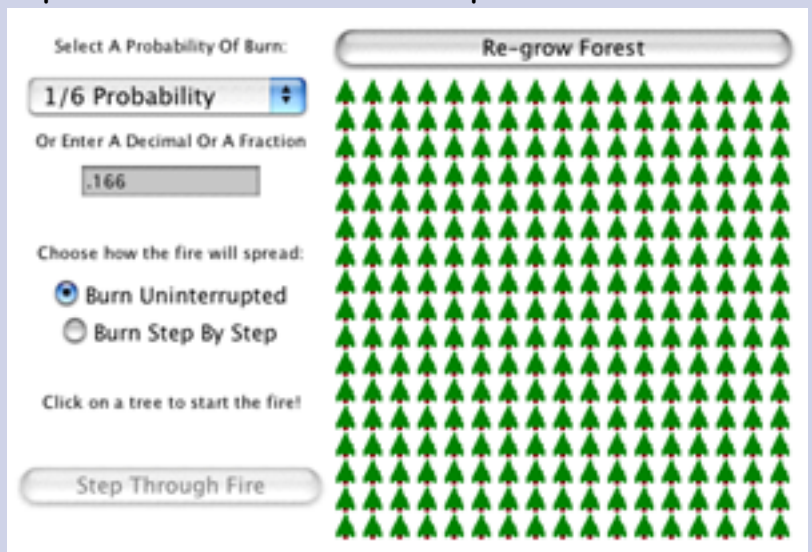 Select A Probability Of Burn:
Re-grow Forest
1/6 Probability
Or Enter A Decimal Or A Fraction
.166
Choose how the fire will spread:
Burn Uninterrupted
Burn Step By Step
Click on a tree to start the fire!
Step Through Fire